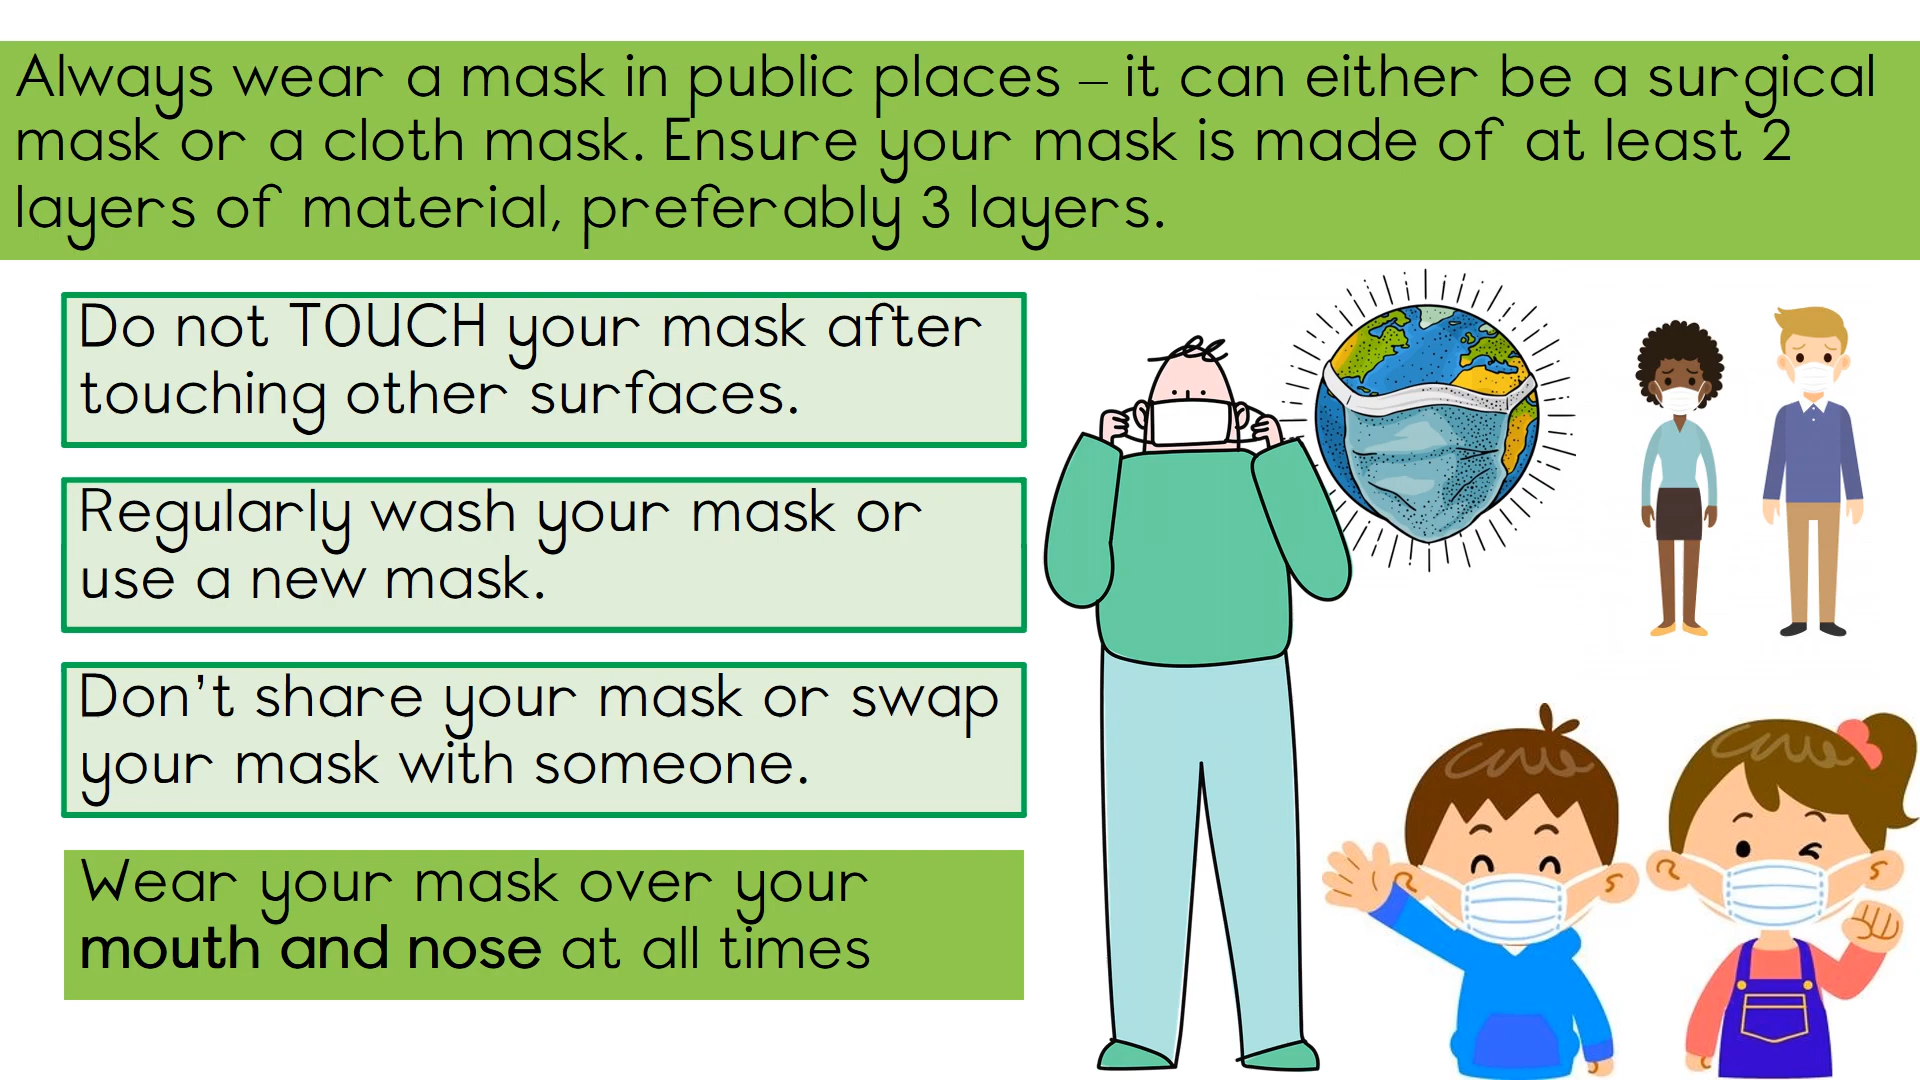 Always wear a mask in public places – it can either be a surgical
mask or a cloth mask. Ensure your mask is made of at least 2
layers of material, preferably 3 layers.
Do not TOUCH your mask after
touching other surfaces.
Regularly wash your mask or
use a new mask.
Don’t share your mask or swap
your mask with someone.
Wear your mask over your
mouth and nose at all times